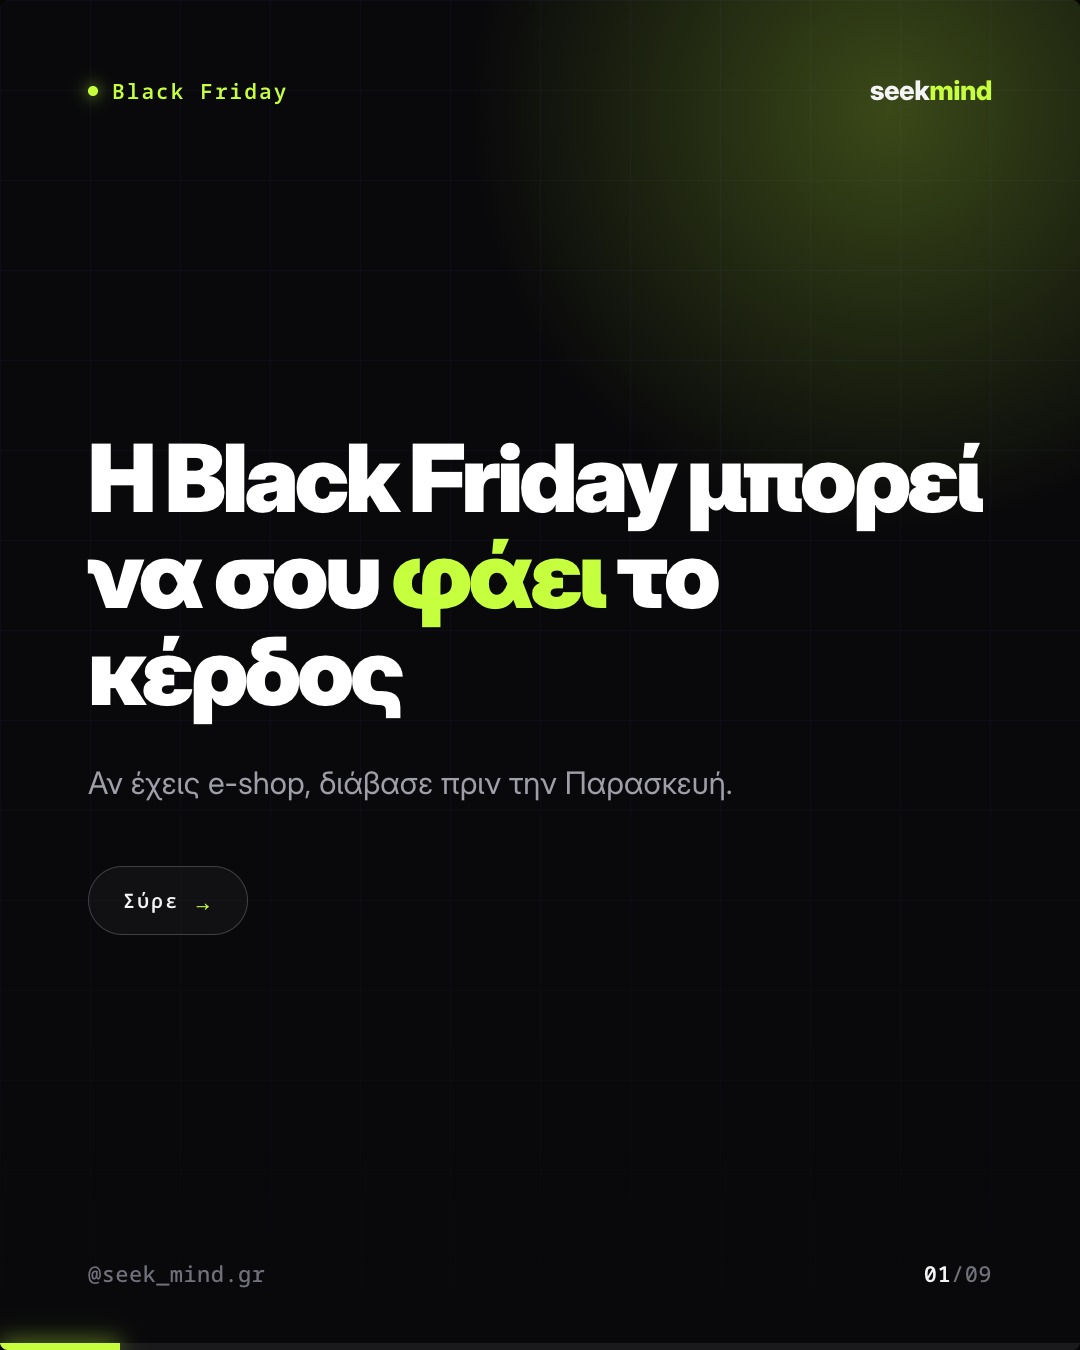 Black Friday
seekmind
Η Black Friday μπορεί
να σου φάει το
κέρδος
Αν έχεις e-shop, διάβασε πριν την Παρασκευή.
Σύρε →
@seek_mind.gr
01/09